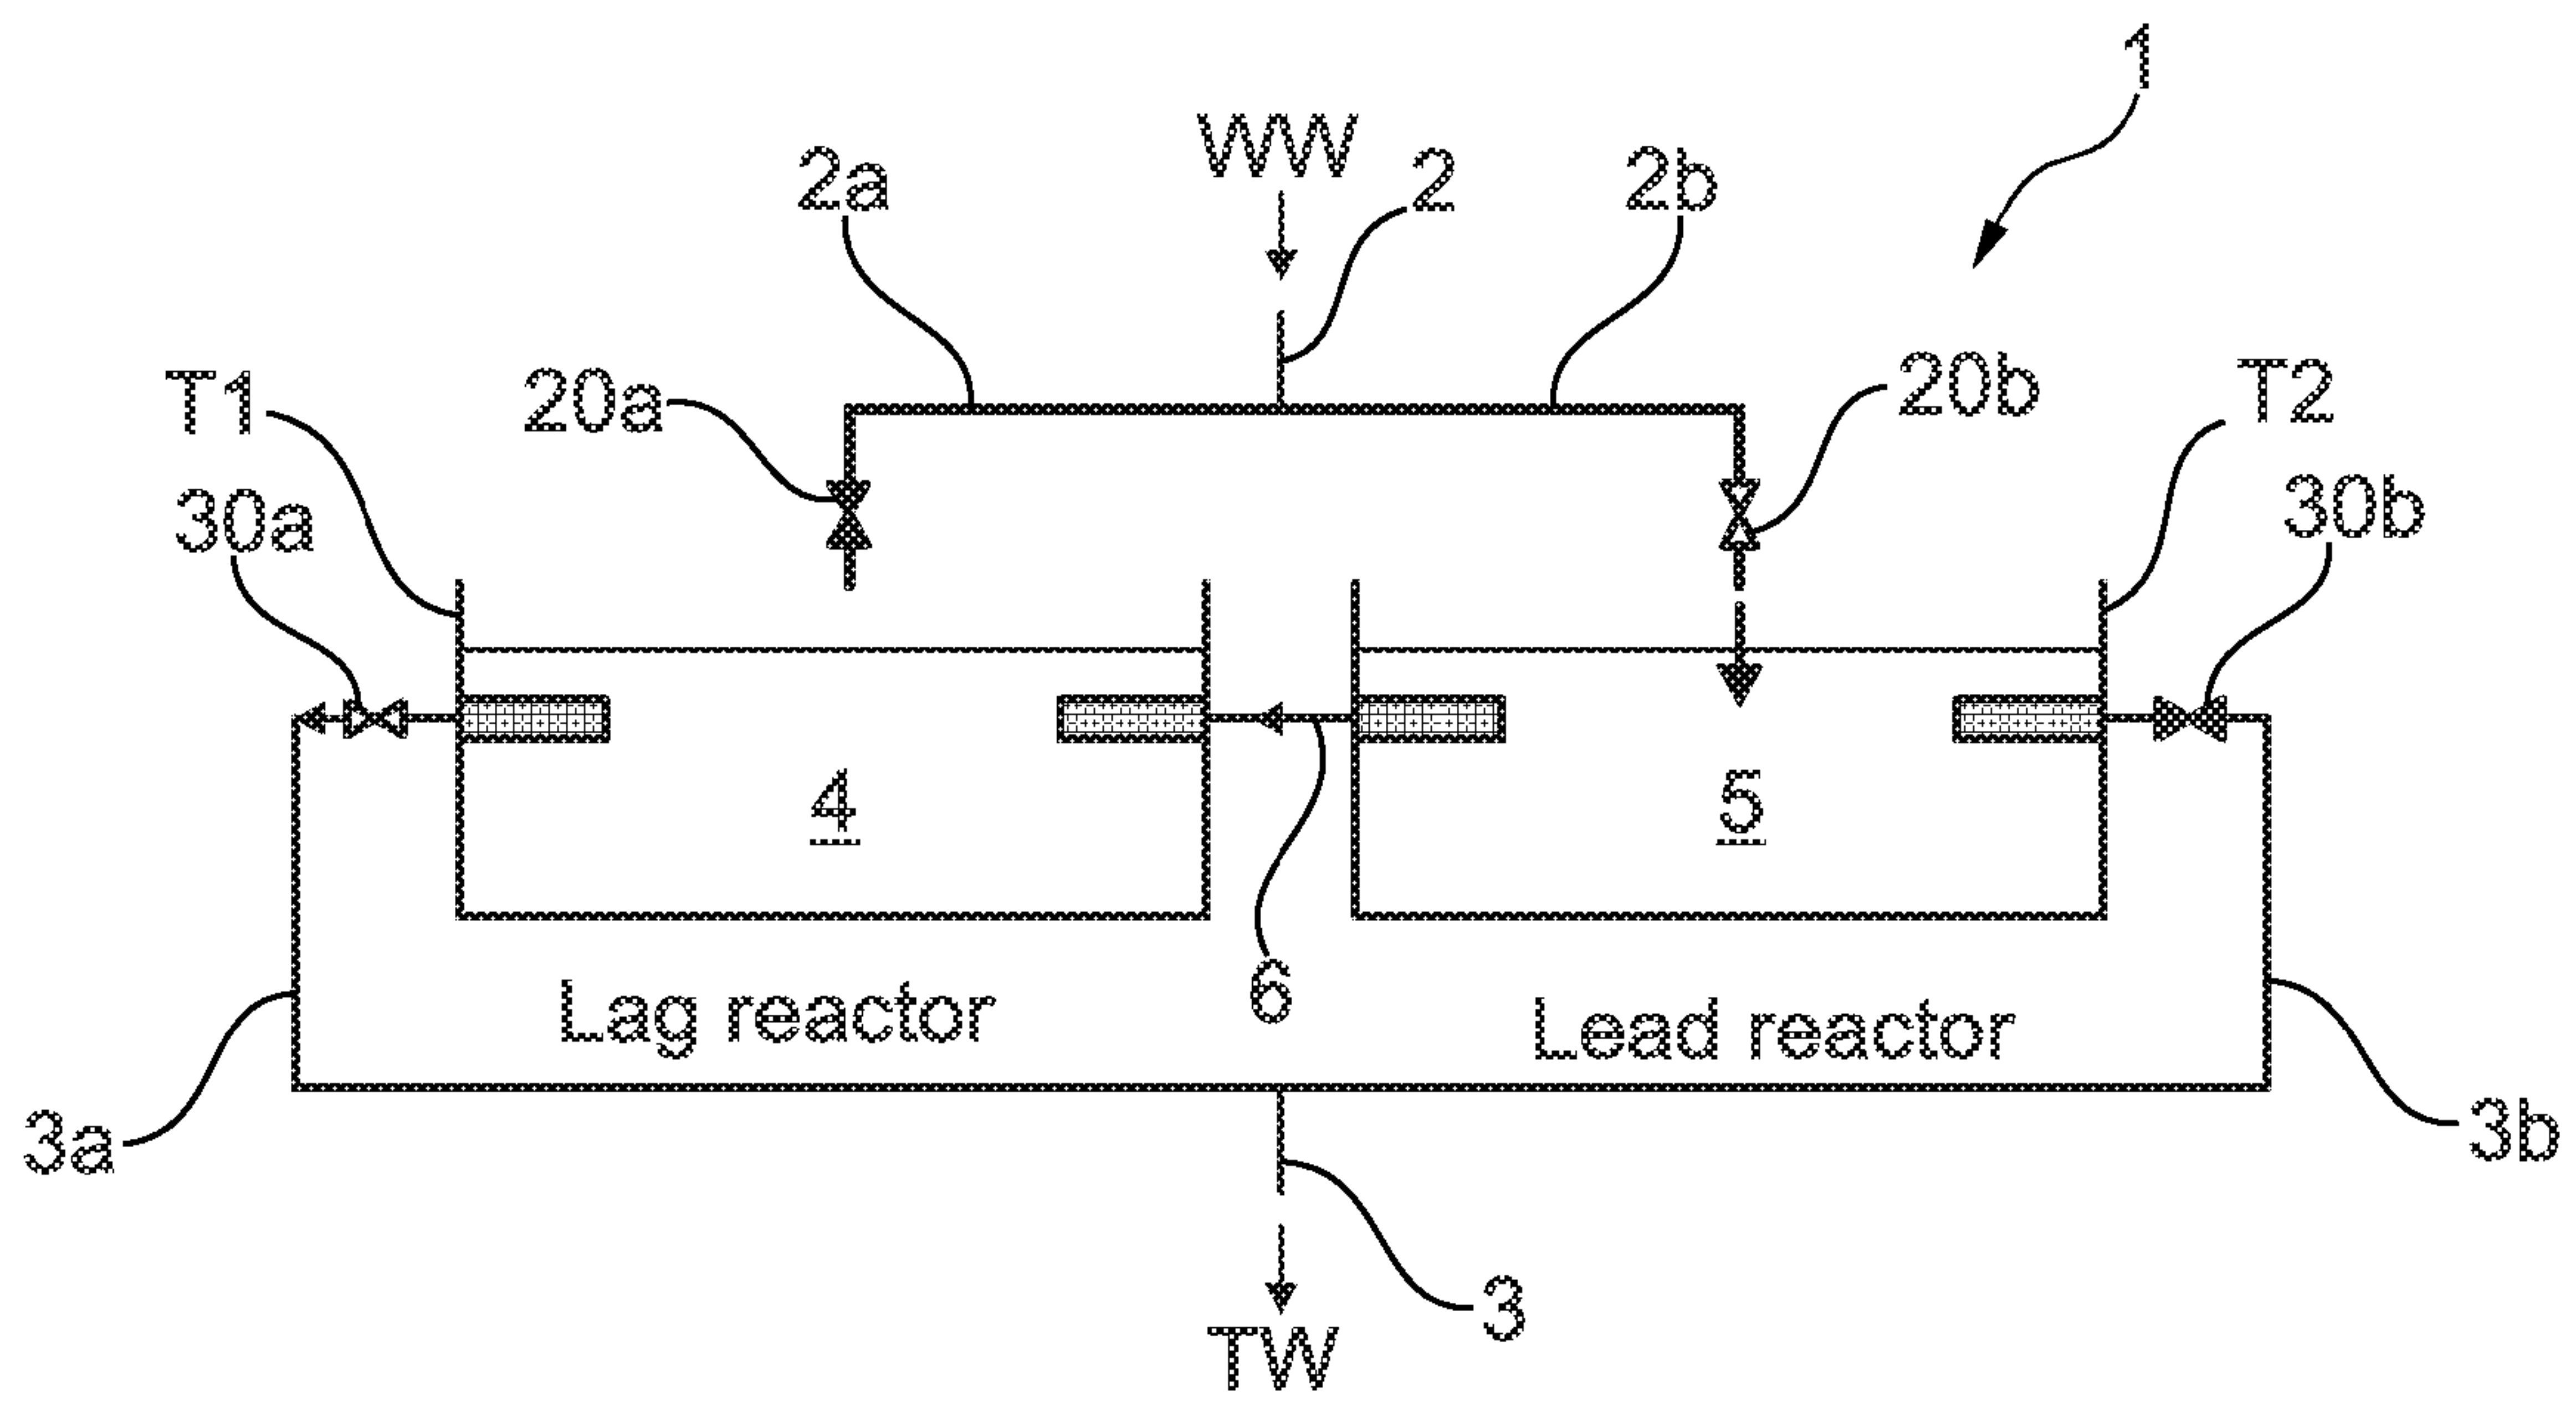 1
WW
2a
2
2b
T1
20a
20b
T2
30a
30b
4
5
6
Lag reactor
Lead reactor
3a
3b
3
TW